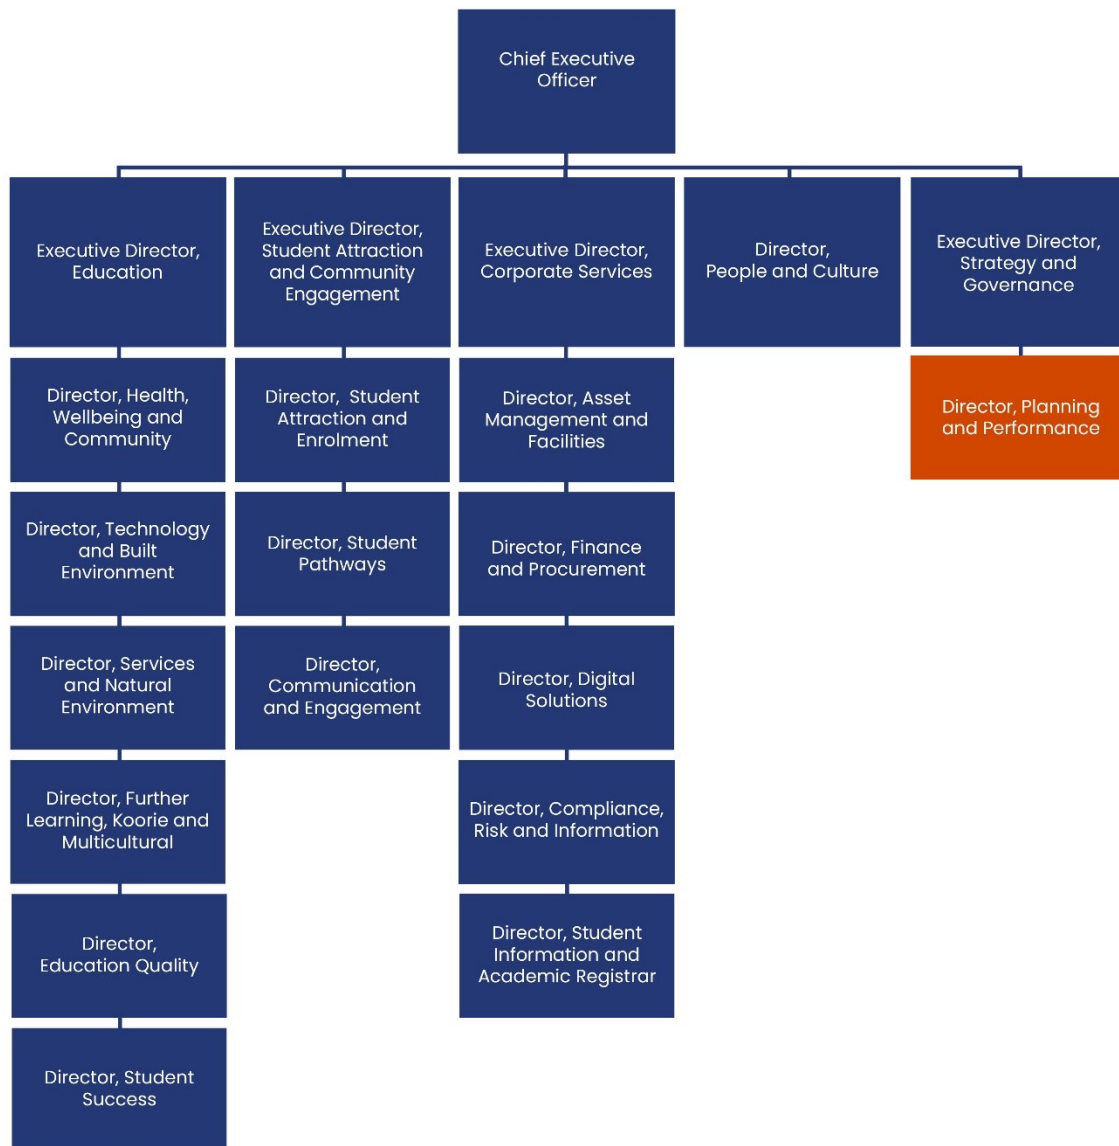 Chief Executive
Officer
Executive Director,
Education
Executive Director,
Student Attraction
and Community
Engagement
Executive Director,
Corporate Services
Director,
People and Culture
Executive Director,
Strategy and
Governance
Director, Health,
Wellbeing and
Community
Director, Technology
and Built
Environment
Director, Services
and Natural
Environment
Director, Further
Learning, Koorie and
Multicultural
Director,
Education Quality
Director, Student
Success
Director, Student
Attraction and
Enrolment
Director, Student
Pathways
Director,
Communication
and Engagement
Director, Asset
Management and
Facilities
Director, Finance
and Procurement
Director, Digital
Solutions
Director, Compliance,
Risk and Information
Director, Student
Information and
Academic Registrar
Director, Planning
and Performance